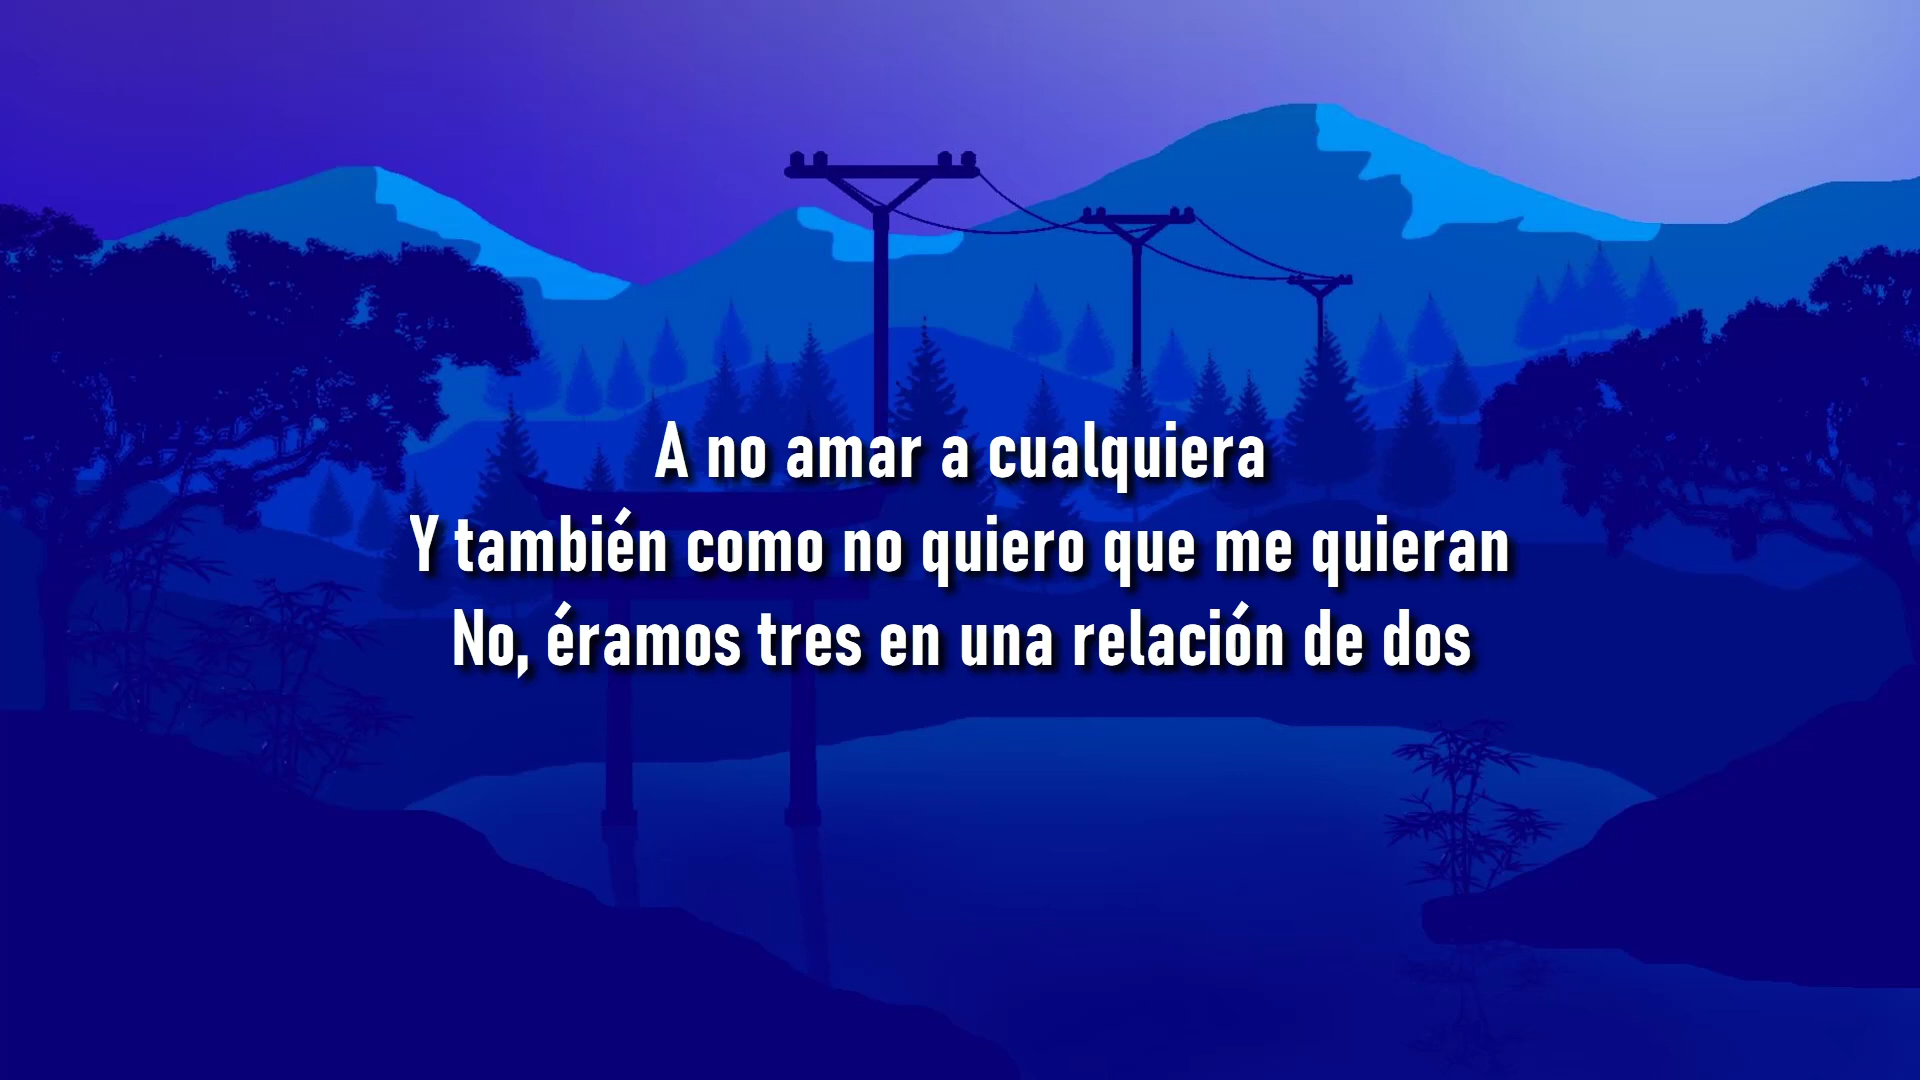 A no amar a cualquiera
Y también como no quiero que me quieran
No, éramos tres en una relación de dos